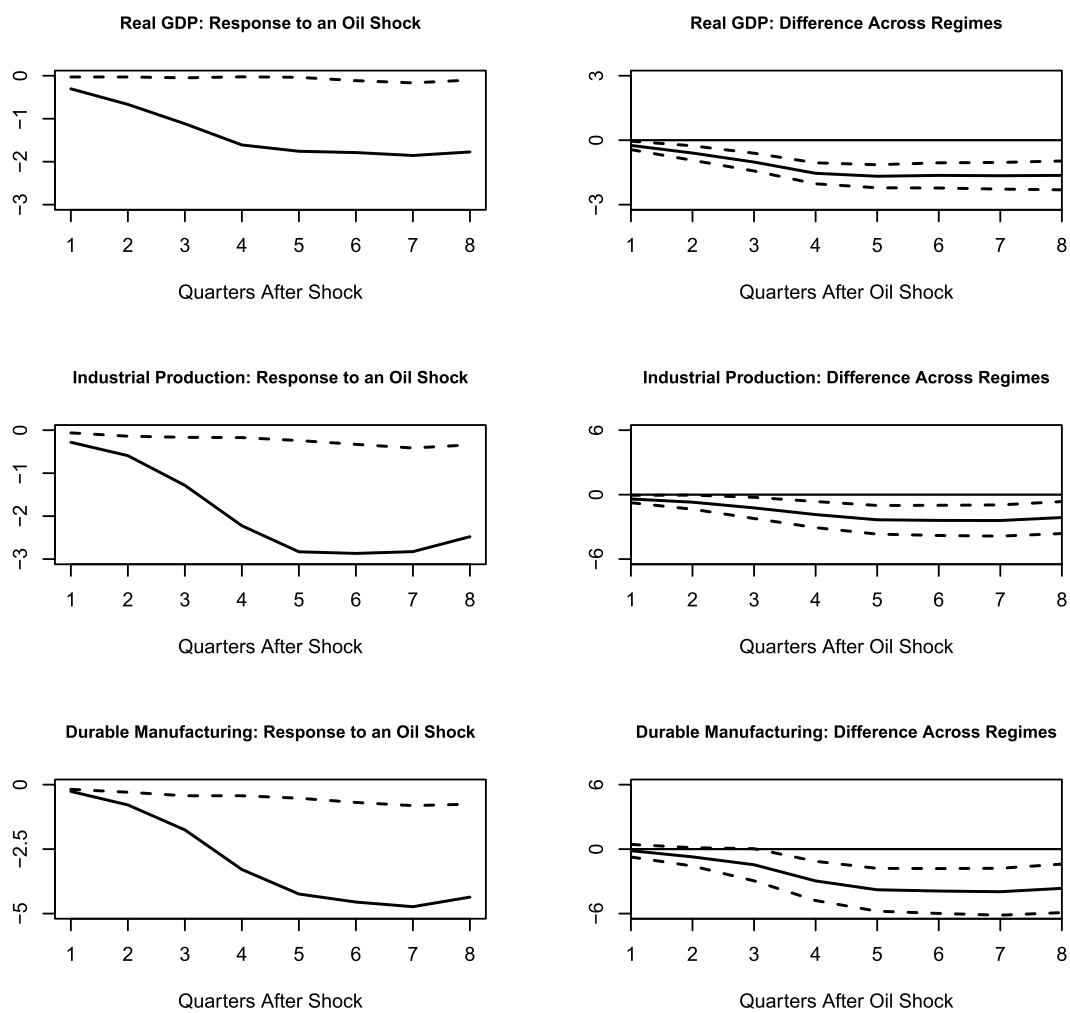 Real GDP: Response to an Oil Shock
0
−1
−2
−3
1 2 3 4 5 6 7 8
Quarters After Shock
Real GDP: Difference Across Regimes
3
0
−3
1 2 3 4 5 6 7 8
Quarters After Oil Shock
Industrial Production: Response to an Oil Shock
0
−1
−2
−3
1 2 3 4 5 6 7 8
Quarters After Shock
Industrial Production: Difference Across Regimes
6
0
−6
1 2 3 4 5 6 7 8
Quarters After Oil Shock
Durable Manufacturing: Response to an Oil Shock
0
−2.5
−5
1 2 3 4 5 6 7 8
Quarters After Shock
Durable Manufacturing: Difference Across Regimes
6
0
−6
1 2 3 4 5 6 7 8
Quarters After Oil Shock